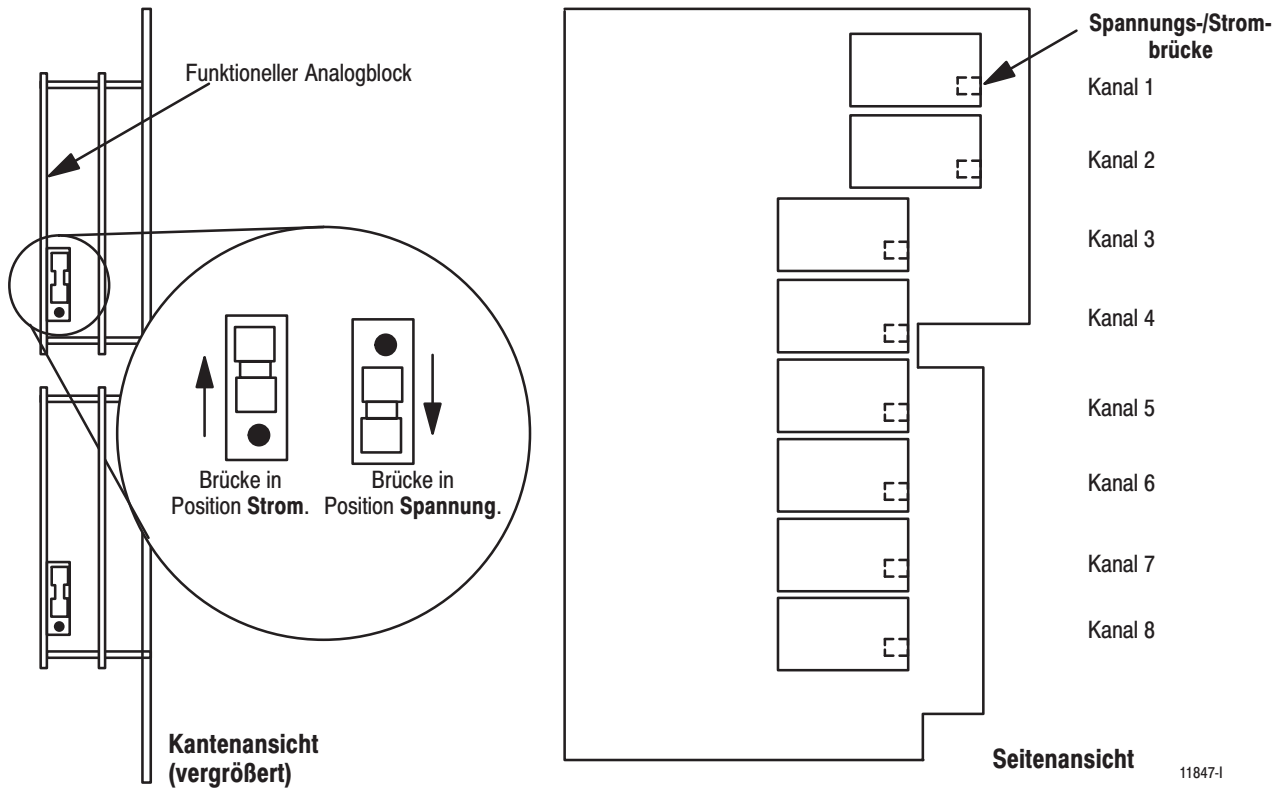 Funktioneller Analogblock
Brücke in
Position Strom.
Brücke in
Position Spannung.
Kantenansicht
(vergrößert)
Spannungs-/Strom-
brücke
Kanal 1
Kanal 2
Kanal 3
Kanal 4
Kanal 5
Kanal 6
Kanal 7
Kanal 8
Seitenansicht
11847-I